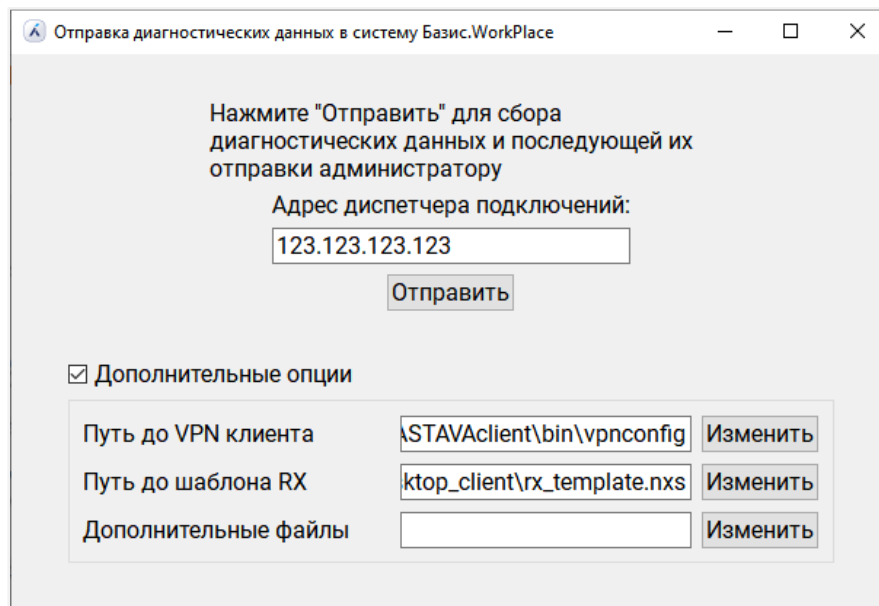 Отправка диагностических данных в систему Базис.WorkPlace
Нажмите "Отправить" для сбора
диагностических данных и последующей их
отправки администратору
Адрес диспетчера подключений:
123.123.123.123
Отправить
Дополнительные опции
Путь до VPN клиента \STAVAclient\bin\vpnconfig Изменить
Путь до шаблона RX ktop_client\rx_template.nxs Изменить
Дополнительные файлы Изменить